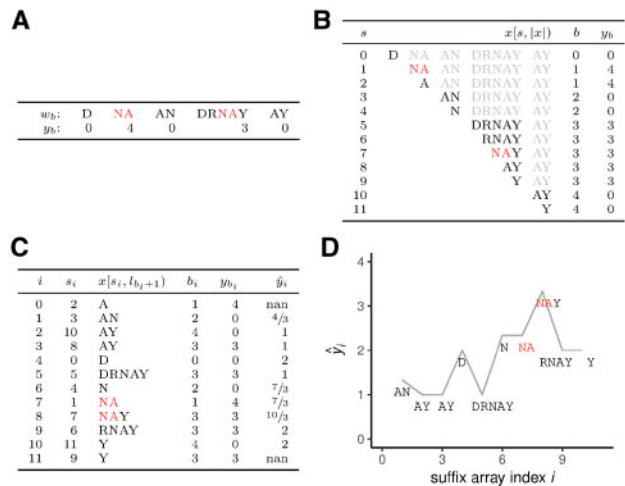 A
w_b: D NA AN DRNAY AY
y_b: 0 4 0 3 0
B
s x[s, |x|) b y_b
0 D NA AN DRNAY AY 0 0
1 NA AN DRNAY AY 1 4
2 A AN DRNAY AY 1 4
3 AN DRNAY AY 2 0
4 N DRNAY AY 2 0
5 DRNAY AY 3 3
6 RNAY AY 3 3
7 NAY AY 3 3
8 AY AY 3 3
9 Y AY 3 3
10 AY 4 0
11 Y 4 0
C
i s_i x[s_i, l_{b_i+1}) b_i y_{b_i} ŷ_i
0 2 A 1 4 nan
1 3 AN 2 0 4/3
2 10 AY 4 0 1
3 8 AY 3 3 1
4 0 D 0 0 2
5 5 DRNAY 3 3 1
6 4 N 2 0 7/3
7 1 NA 1 4 7/3
8 7 NAY 3 3 10/3
9 6 RNAY 3 3 2
10 11 Y 4 0 2
11 9 Y 3 3 nan
D
4
3
2
1
0
ŷ_i
NAY
N NA
D RNAY Y
AN
AY AY DRNAY
0 3 6 9
suffix array index i